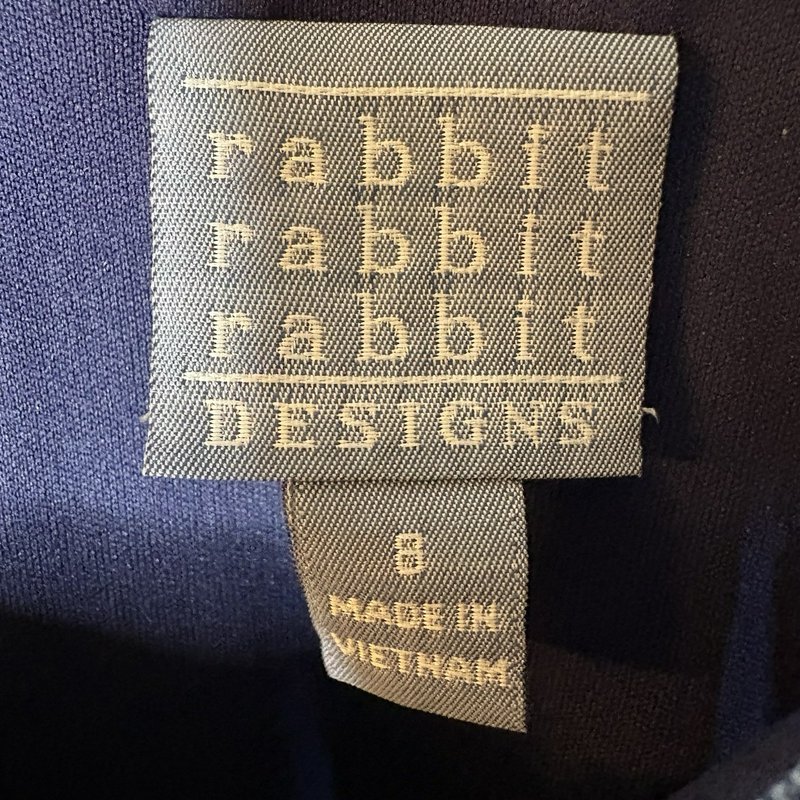 rabbit
rabbit
rabbit
DESIGNS
8
MADE IN
VIETNAM